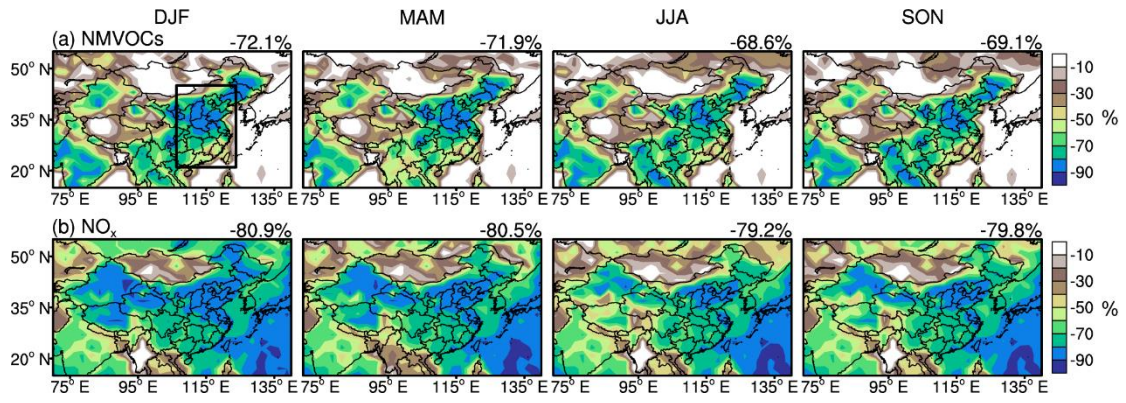 DJF MAM JJA SON
(a) NMVOCs -72.1% -71.9% -68.6% -69.1%
50° N
35° N
20° N
-10
-30
-50
-70
-90
%
75° E 95° E 115° E 135° E 75° E 95° E 115° E 135° E 75° E 95° E 115° E 135° E 75° E 95° E 115° E 135° E
(b) NOₓ -80.9% -80.5% -79.2% -79.8%
50° N
35° N
20° N
-10
-30
-50
-70
-90
%
75° E 95° E 115° E 135° E 75° E 95° E 115° E 135° E 75° E 95° E 115° E 135° E 75° E 95° E 115° E 135° E